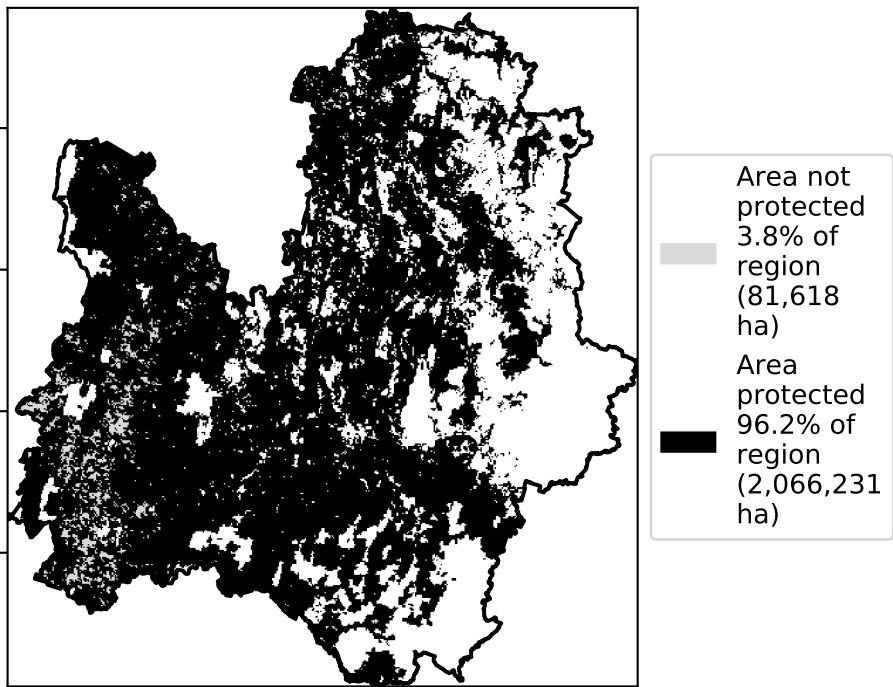 Area not
protected
3.8% of
region
(81,618
ha)
Area
protected
96.2% of
region
(2,066,231
ha)